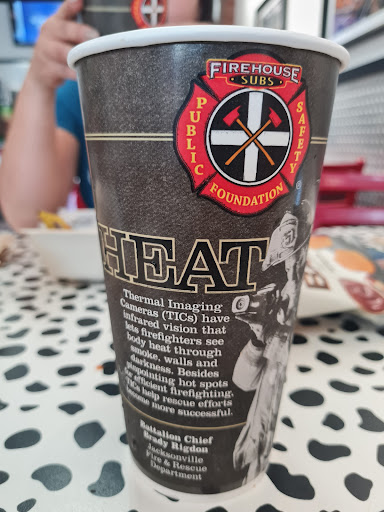 FIREHOUSE
SUBS
PUBLIC
SAFETY
FOUNDATION
HEAT
Thermal Imaging
Cameras (TICs) have
infrared vision that
lets firefighters see
body heat through
smoke, walls and
darkness. Besides
pinpointing hot spots
for efficient firefighting,
TICs help rescue efforts
become more successful.
Battalion Chief
Brady Rigdon
Jacksonville
Fire & Rescue
Department